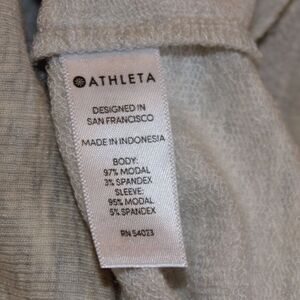 ATHLETA
DESIGNED IN
SAN FRANCISCO
MADE IN INDONESIA
BODY:
97% MODAL
3% SPANDEX
SLEEVE:
95% MODAL
5% SPANDEX
RN 54023